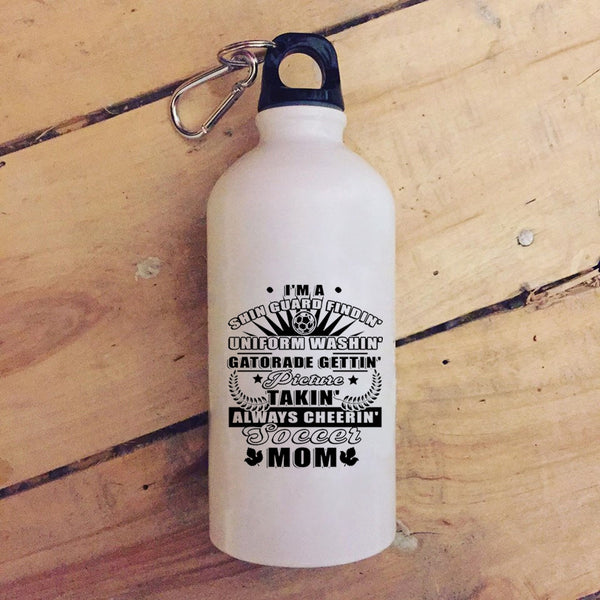 • I'M A •
SHIN GUARD FINDIN'
UNIFORM WASHIN'
GATORADE GETTIN'
Picture
TAKIN'
ALWAYS CHEERIN'
Soccer
MOM